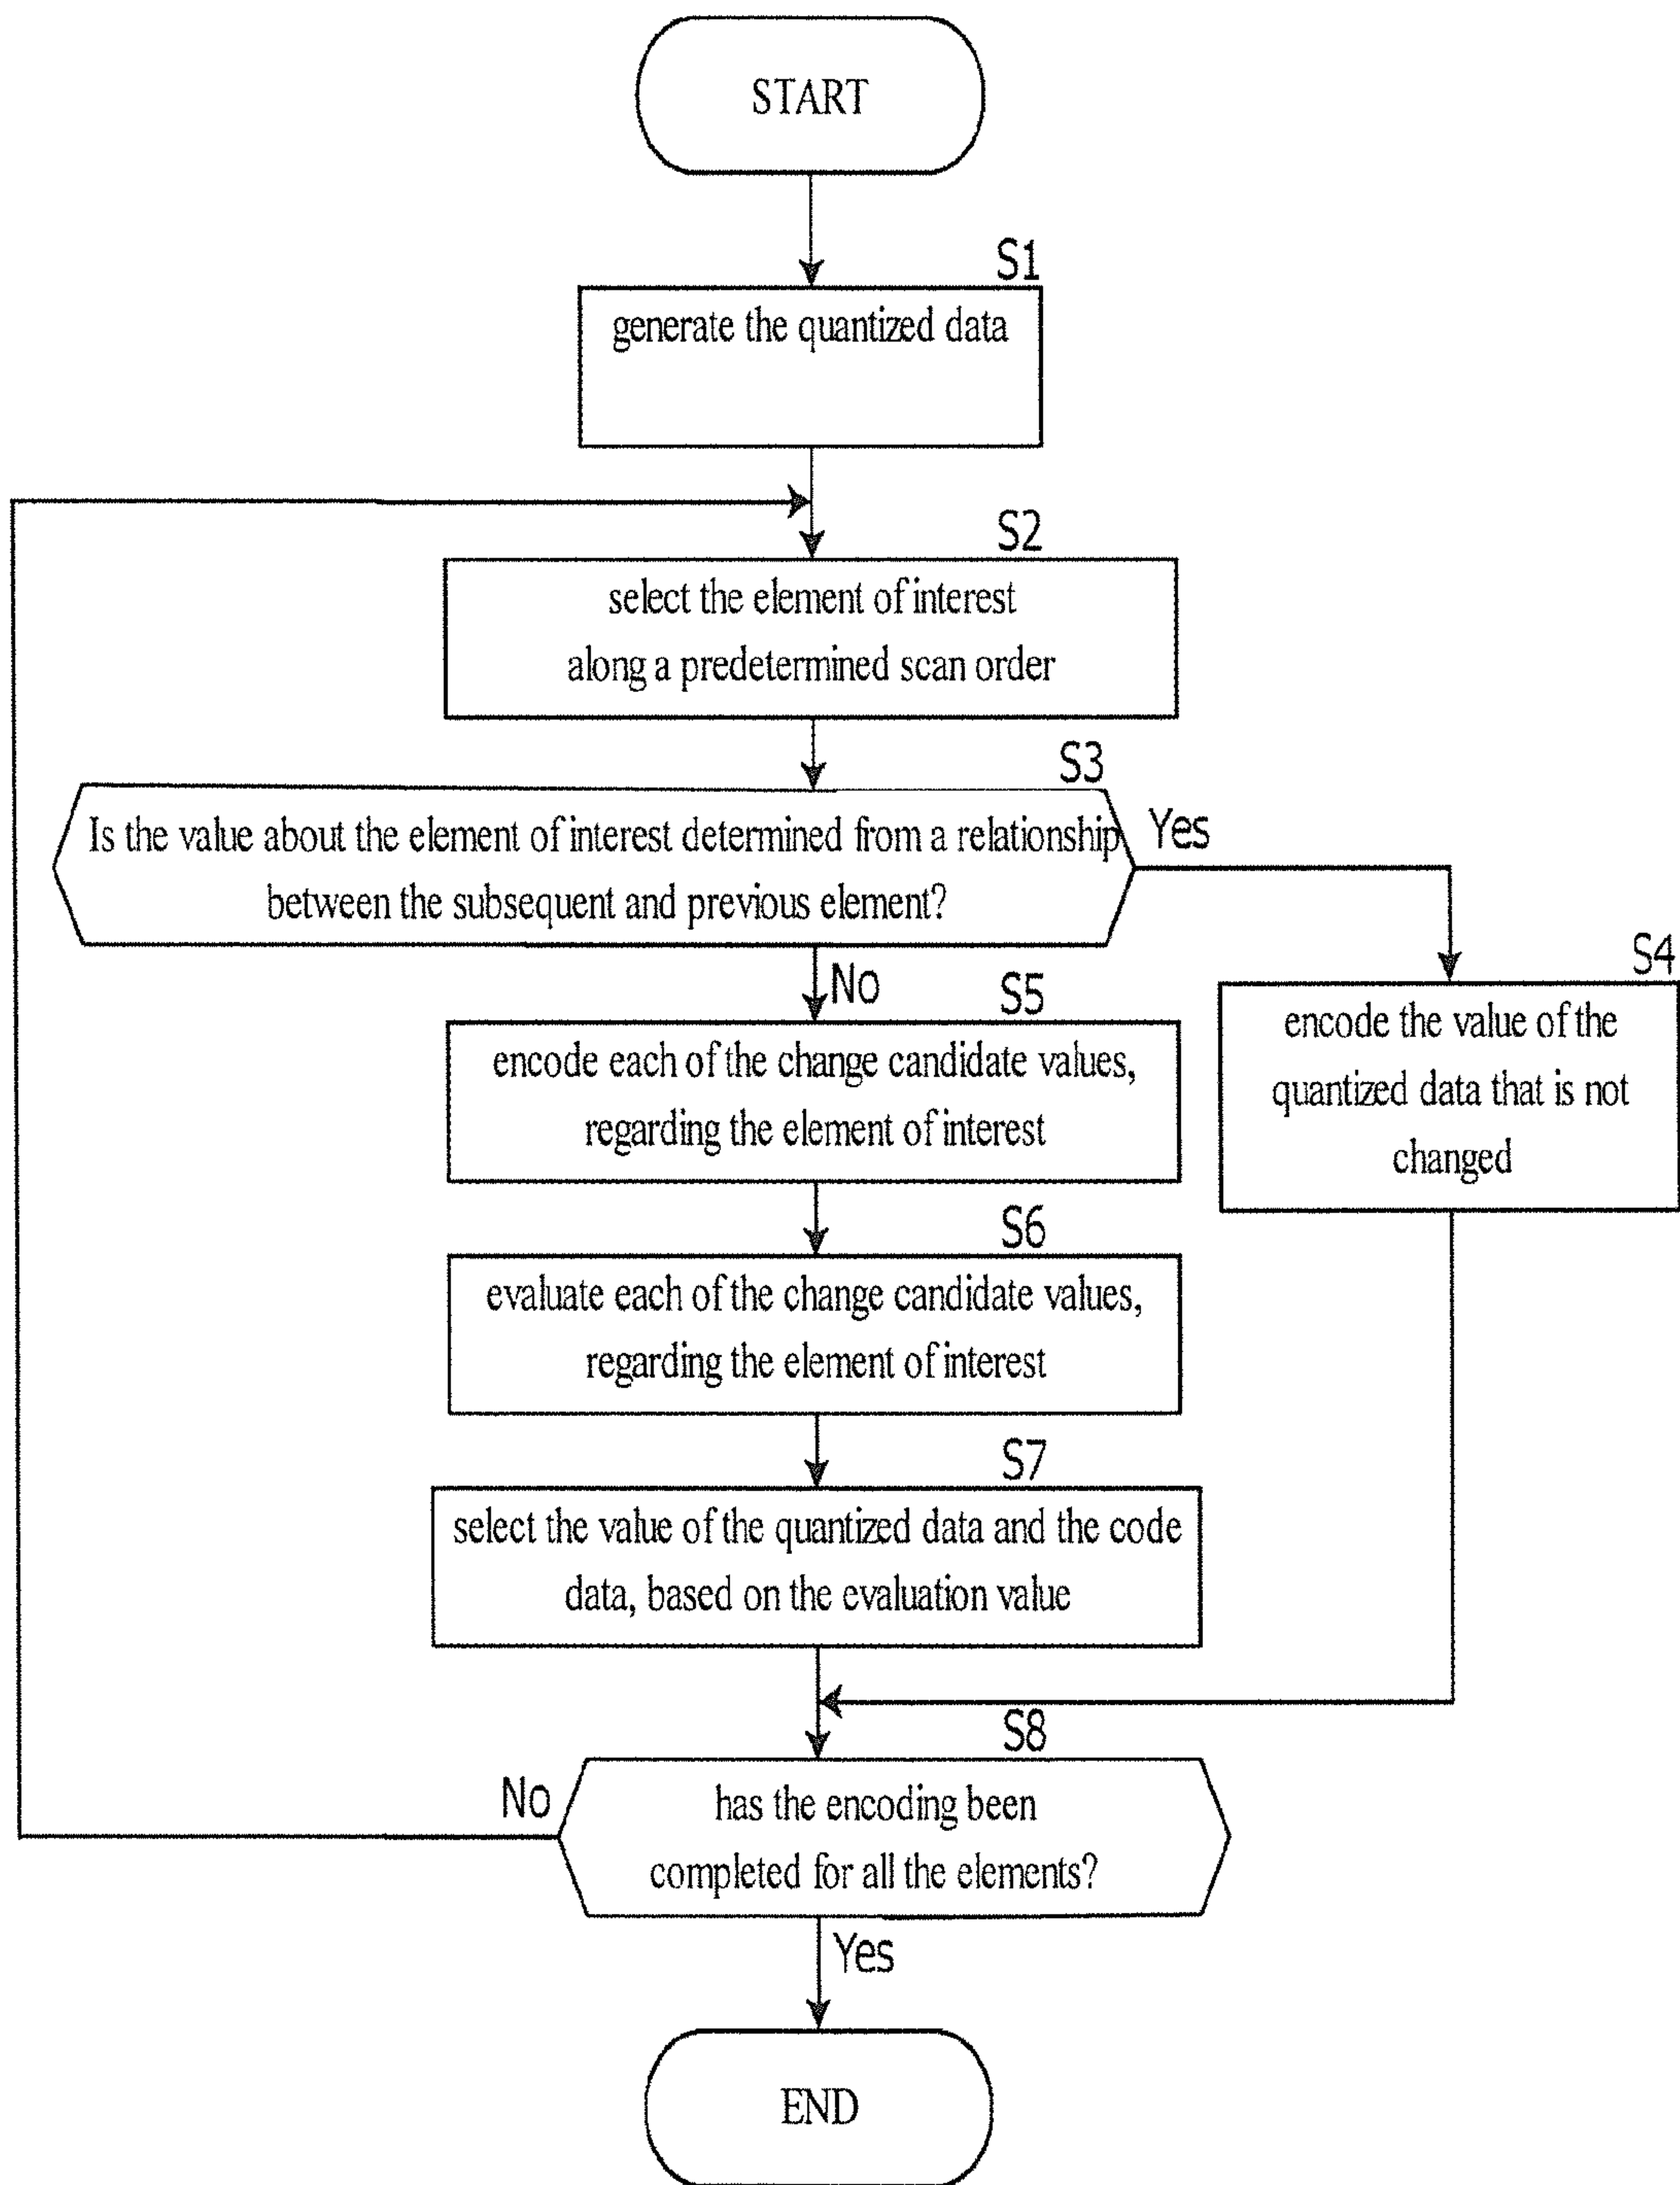 START
S1
generate the quantized data
S2
select the element of interest
along a predetermined scan order
S3
Is the value about the element of interest determined from a relationship
between the subsequent and previous element?
Yes
No
S4
encode the value of the
quantized data that is not
changed
S5
encode each of the change candidate values,
regarding the element of interest
S6
evaluate each of the change candidate values,
regarding the element of interest
S7
select the value of the quantized data and the code
data, based on the evaluation value
S8
has the encoding been
completed for all the elements?
No
Yes
END